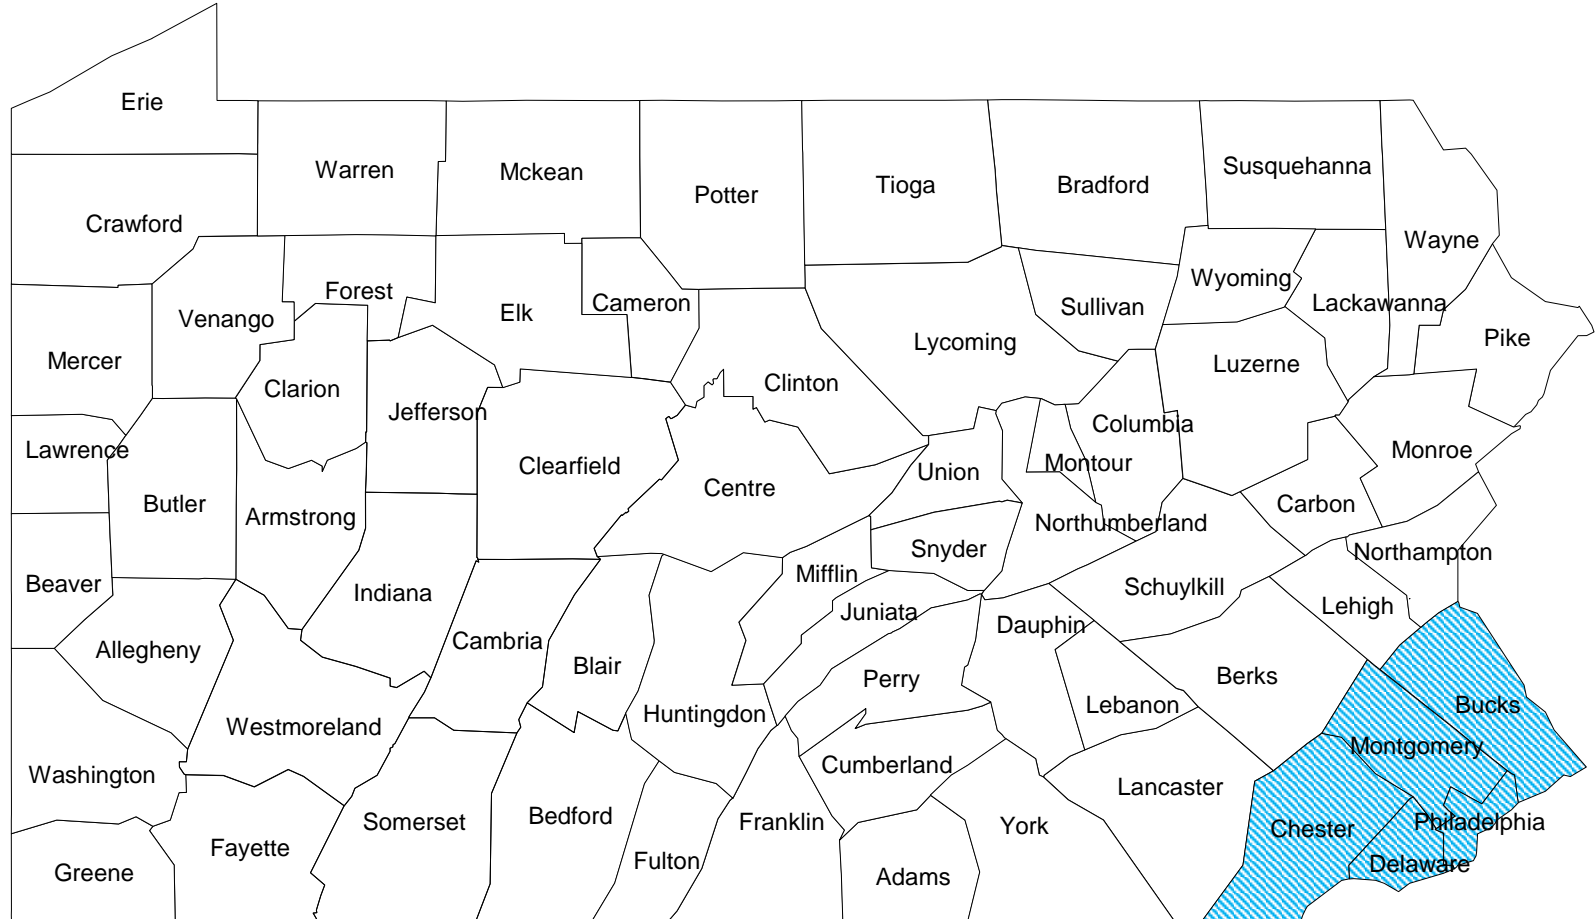 Erie
Warren
Mckean
Potter
Tioga
Bradford
Susquehanna
Crawford
Wayne
Forest
Venango
Elk
Cameron
Wyoming
Sullivan
Lackawanna
Pike
Mercer
Lycoming
Luzerne
Clarion
Clinton
Jefferson
Columbia
Lawrence
Monroe
Clearfield
Centre
Union
Montour
Butler
Armstrong
Carbon
Northumberland
Snyder
Northampton
Beaver
Indiana
Mifflin
Schuylkill
Juniata
Lehigh
Allegheny
Cambria
Dauphin
Blair
Perry
Berks
Westmoreland
Huntingdon
Lebanon
Bucks
Washington
Cumberland
Montgomery
Lancaster
Somerset
Bedford
Franklin
York
Chester
Philadelphia
Greene
Fayette
Fulton
Adams
Delaware